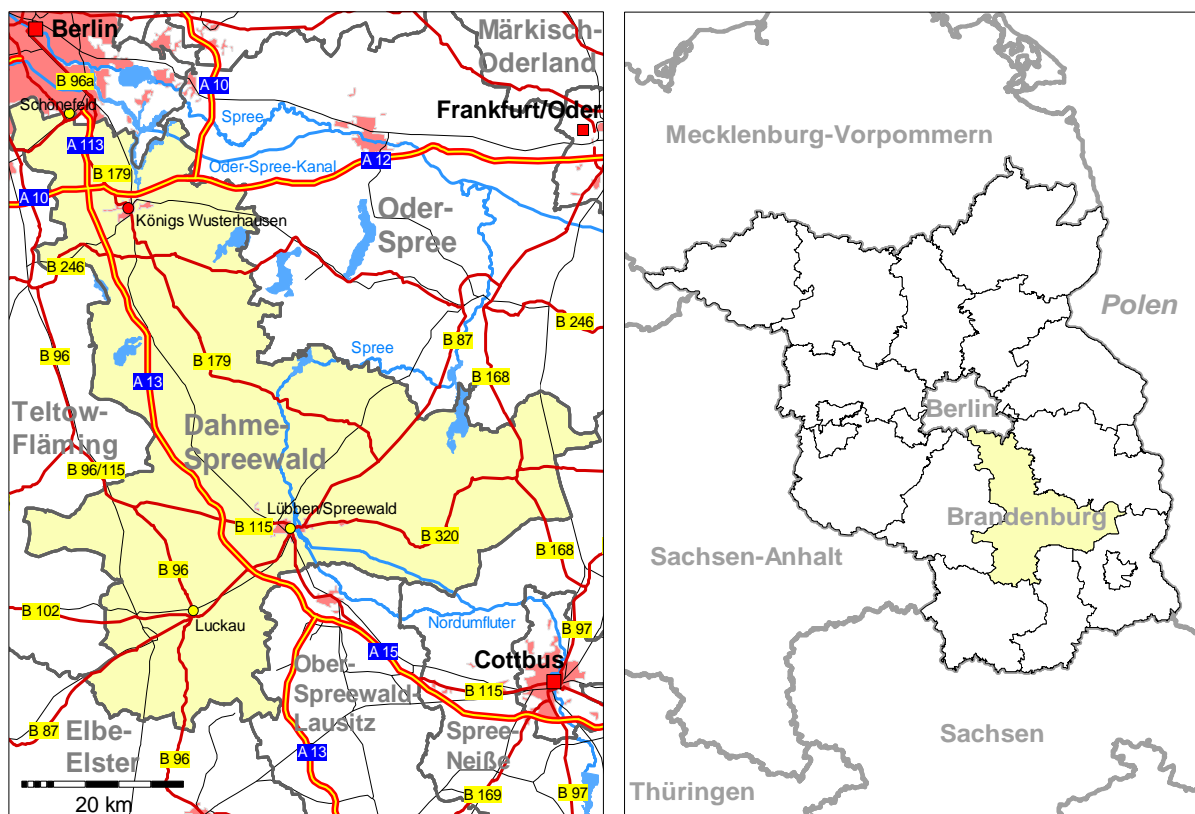 Berlin
Märkisch-
Oderland
B 96a
A 10
Schönefeld
Spree
Frankfurt/Oder
A 113
A 12
B 179
Oder-Spree-Kanal
A 10
Königs Wusterhausen
Oder-
Spree
B 246
B 246
B 96
B 179
Spree
B 87
B 168
A 13
Teltow-
Fläming
Dahme-
Spreewald
B 96/115
Lübben/Spreewald
B 115
B 320
B 168
B 96
B 102
Luckau
Nordumfluter
B 97
A 15
Cottbus
Ober-
Spreewald-
Lausitz
B 115
B 87
Elbe-
Elster
B 96
A 13
Spree-
Neiße
B 169
B 97
20 km
Mecklenburg-Vorpommern
Polen
Berlin
Brandenburg
Sachsen-Anhalt
Sachsen
Thüringen